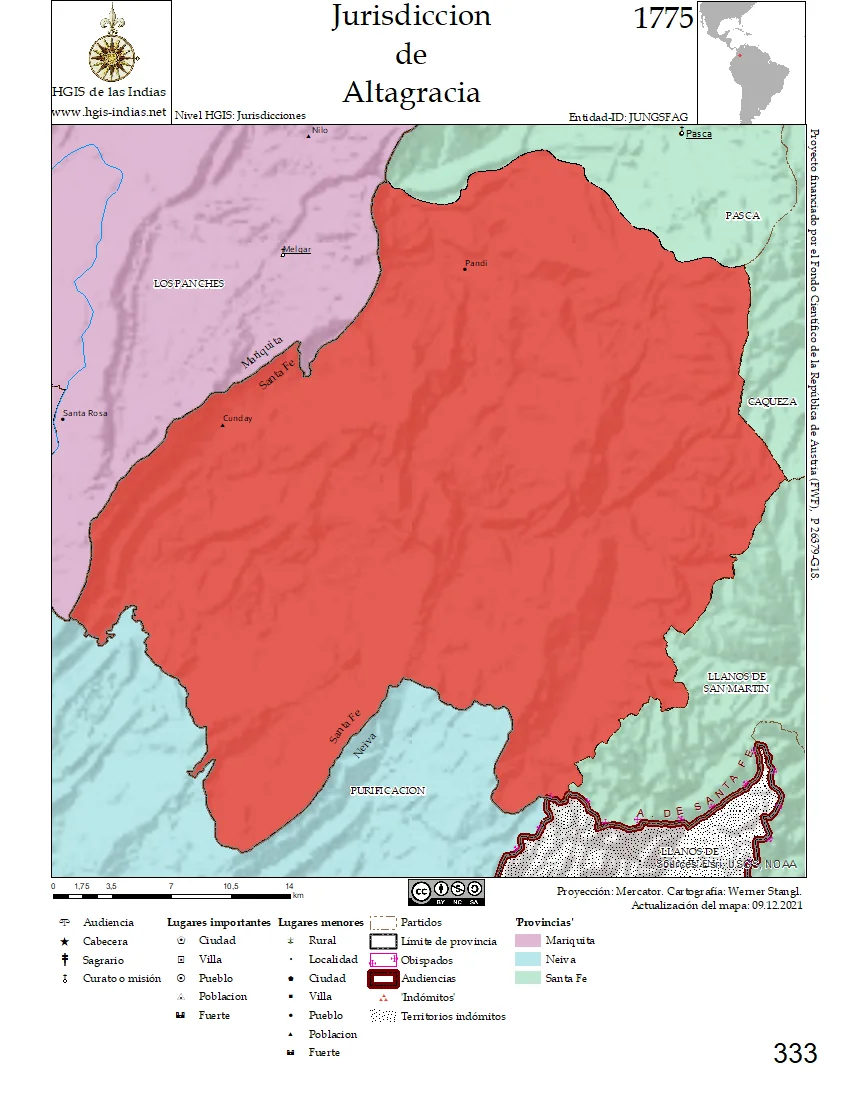 Jurisdiccion
de
Altagracia
1775
HGIS de las Indias
www.hgis-indias.net
Nivel HGIS: Jurisdicciones
Entidad-ID: JUNGSFAG
Nilo
Pasca
PASCA
Melgar
Pandi
LOS PANCHES
Mariquita
Santa Fe
CAQUEZA
Santa Rosa
Cunday
LLANOS DE
SAN MARTIN
Santa Fe
Neiva
PURIFICACION
A DE SANTA FE
LLANOS DE
Sources: Esri, USGS, NOAA
Proyecto financiado por el Fondo Científico de la República de Austria (FWF), P 26379-G18.
0 1,75 3,5 7 10,5 14
km
CC BY NC SA
Proyección: Mercator. Cartografía: Werner Stangl.
Actualización del mapa: 09.12.2021
Audiencia
Cabecera
Sagrario
Curato o misión
Lugares importantes
Ciudad
Villa
Pueblo
Poblacion
Fuerte
Lugares menores
Rural
Localidad
Ciudad
Villa
Pueblo
Poblacion
Fuerte
Partidos
Límite de provincia
Obispados
Audiencias
'Indómitos'
Territorios indómitos
'Provincias'
Mariquita
Neiva
Santa Fe
333